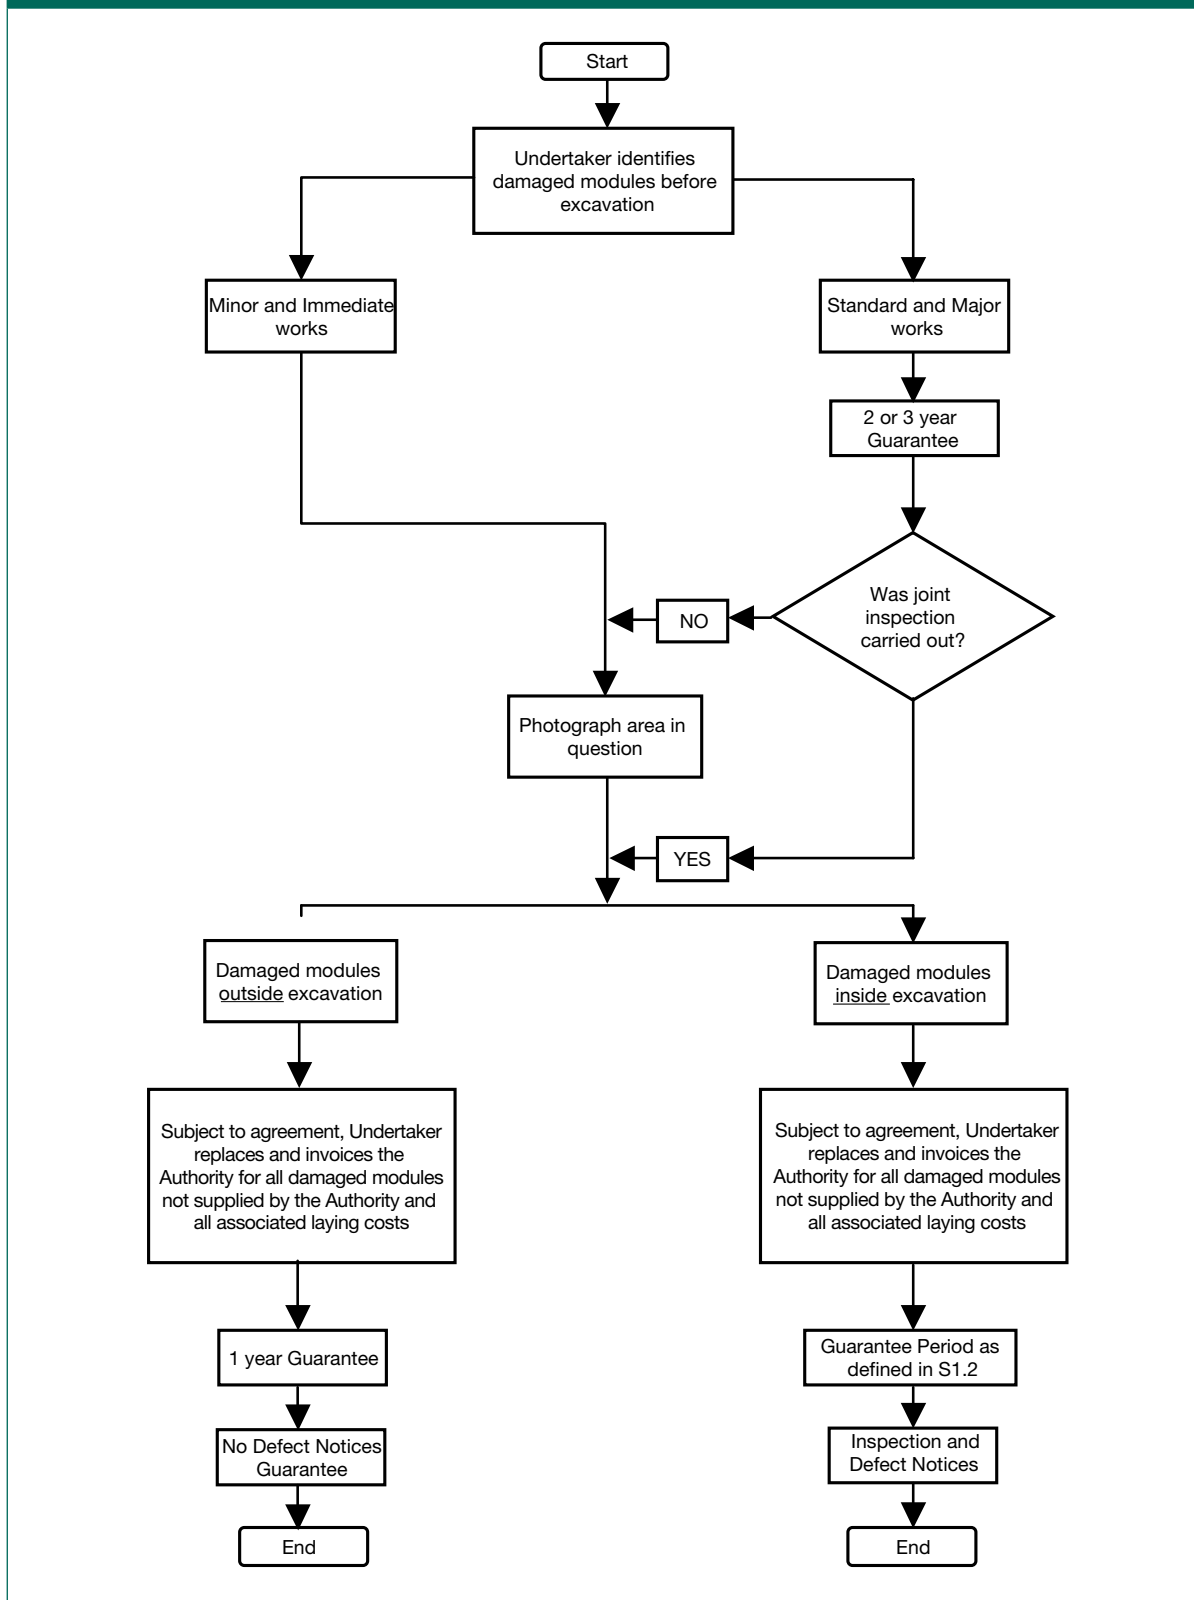 Start
Undertaker identifies
damaged modules before
excavation
Minor and Immediate
works
Standard and Major
works
2 or 3 year
Guarantee
Was joint
inspection
carried out?
NO
Photograph area in
question
YES
Damaged modules
outside excavation
Damaged modules
inside excavation
Subject to agreement, Undertaker
replaces and invoices the
Authority for all damaged modules
not supplied by the Authority and
all associated laying costs
Subject to agreement, Undertaker
replaces and invoices the
Authority for all damaged modules
not supplied by the Authority and
all associated laying costs
1 year Guarantee
Guarantee Period as
defined in S1.2
No Defect Notices
Guarantee
Inspection and
Defect Notices
End
End